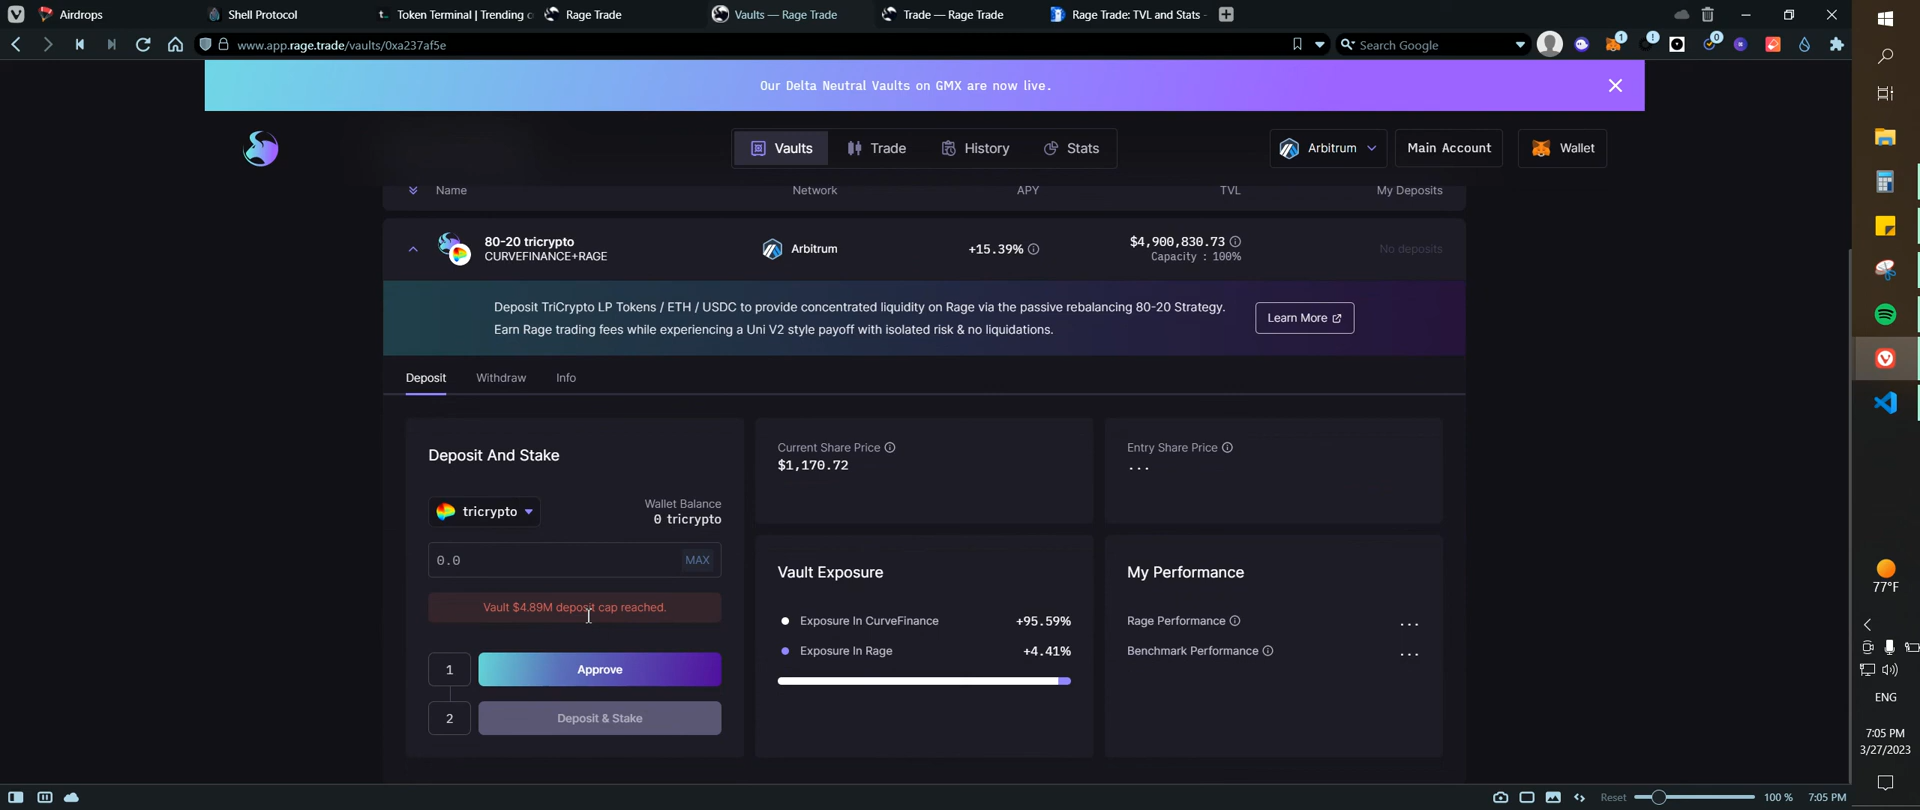 Airdrops
Shell Protocol
Token Terminal | Trending o
Rage Trade
Vaults — Rage Trade
Trade — Rage Trade
Rage Trade: TVL and Stats
www.app.rage.trade/vaults/0xa237af5e
Search Google
1
!
0
Our Delta Neutral Vaults on GMX are now live.
Vaults
Trade
History
Stats
Arbitrum
Main Account
Wallet
Name
Network
APY
TVL
My Deposits
80-20 tricrypto
CURVEFINANCE+RAGE
Arbitrum
+15.39%
$4,900,830.73
Capacity : 100%
No deposits
Deposit TriCrypto LP Tokens / ETH / USDC to provide concentrated liquidity on Rage via the passive rebalancing 80-20 Strategy.
Earn Rage trading fees while experiencing a Uni V2 style payoff with isolated risk & no liquidations.
Learn More
Deposit
Withdraw
Info
Deposit And Stake
tricrypto
Wallet Balance
0 tricrypto
0.0
MAX
Vault $4.89M deposit cap reached.
1
Approve
2
Deposit & Stake
Current Share Price
$1,170.72
Entry Share Price
...
Vault Exposure
Exposure In CurveFinance
+95.59%
Exposure In Rage
+4.41%
My Performance
Rage Performance
...
Benchmark Performance
...
77°F
ENG
7:05 PM
3/27/2023
Reset
100 %
7:05 PM